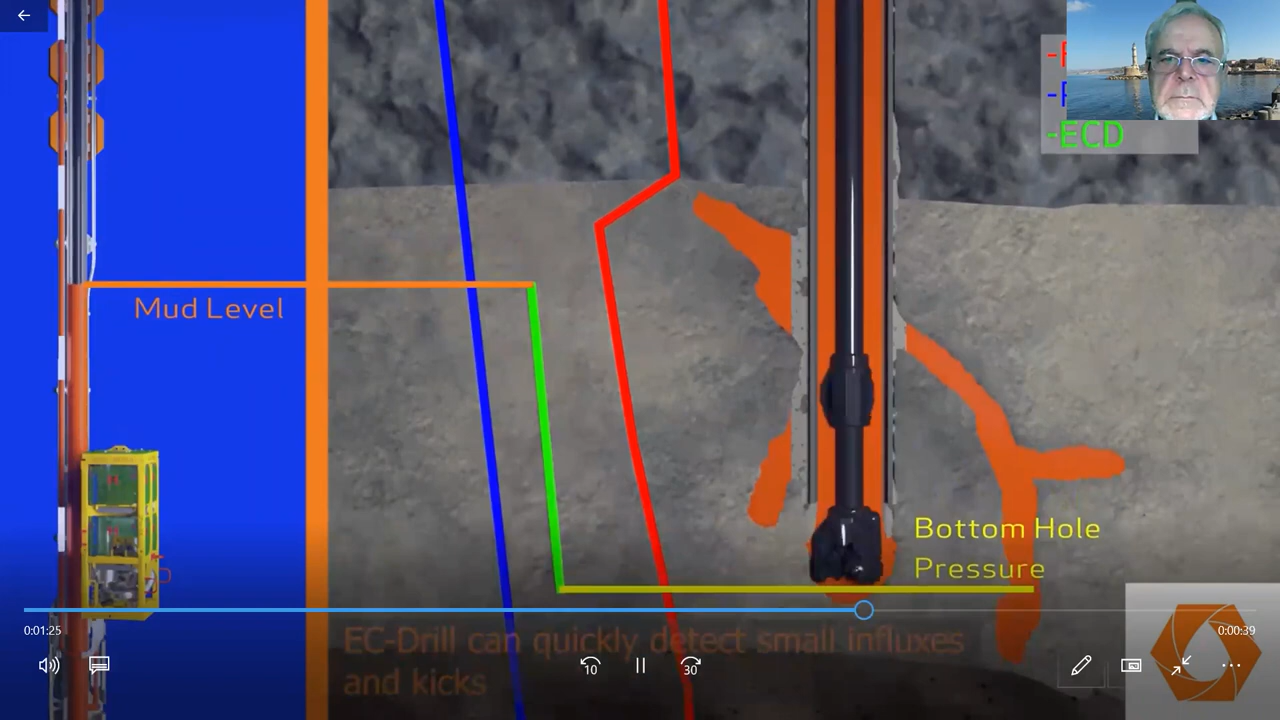 -ECD
Mud Level
Bottom Hole
Pressure
0:01:25
0:00:39
EC-Drill can quickly detect small influxes
and kicks
10
30